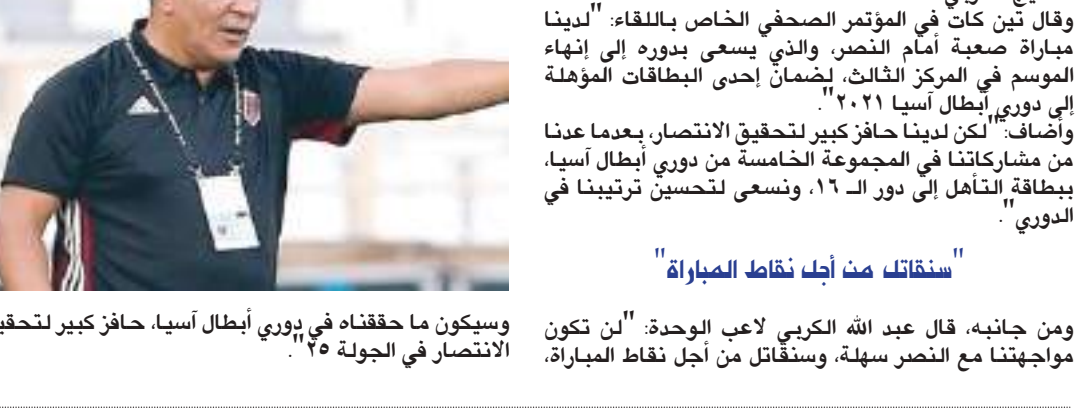 وقال تين كات في المؤتمر الصحفي الخاص باللقاء: "لدينا
مباراة صعبة أمام النصر، والذي يسعى بدوره إلى إنهاء
الموسم في المركز الثالث، لضمان إحدى البطاقات المؤهلة
إلى دوري أبطال آسيا ٢٠٢١".
وأضاف: "لكن لدينا حافز كبير لتحقيق الانتصار، بعدما عدنا
من مشاركاتنا في المجموعة الخامسة من دوري أبطال آسيا،
ببطاقة التأهل إلى دور الـ ١٦، ونسعى لتحسين ترتيبنا في
الدوري".
"سنقاتل من أجل نقاط المباراة"
ومن جانبه، قال عبد الله الكربي لاعب الوحدة: "لن تكون
مواجهتنا مع النصر سهلة، وسنقاتل من أجل نقاط المباراة،
وسيكون ما حققناه في دوري أبطال آسيا، حافز كبير
الانتصار في الجولة ٢٥".